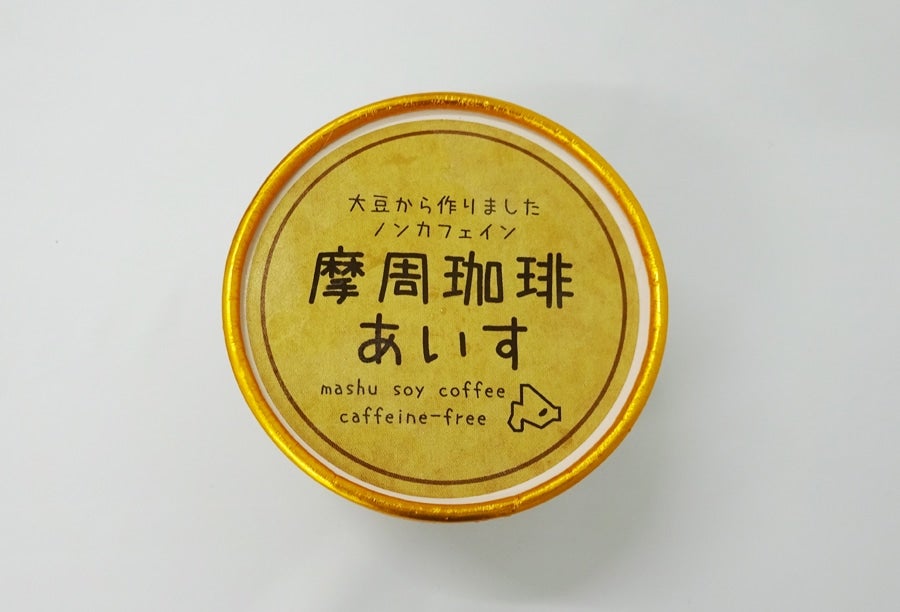 大豆から作りました
ノンカフェイン
摩周珈琲
あいす
mashu soy coffee
caffeine-free